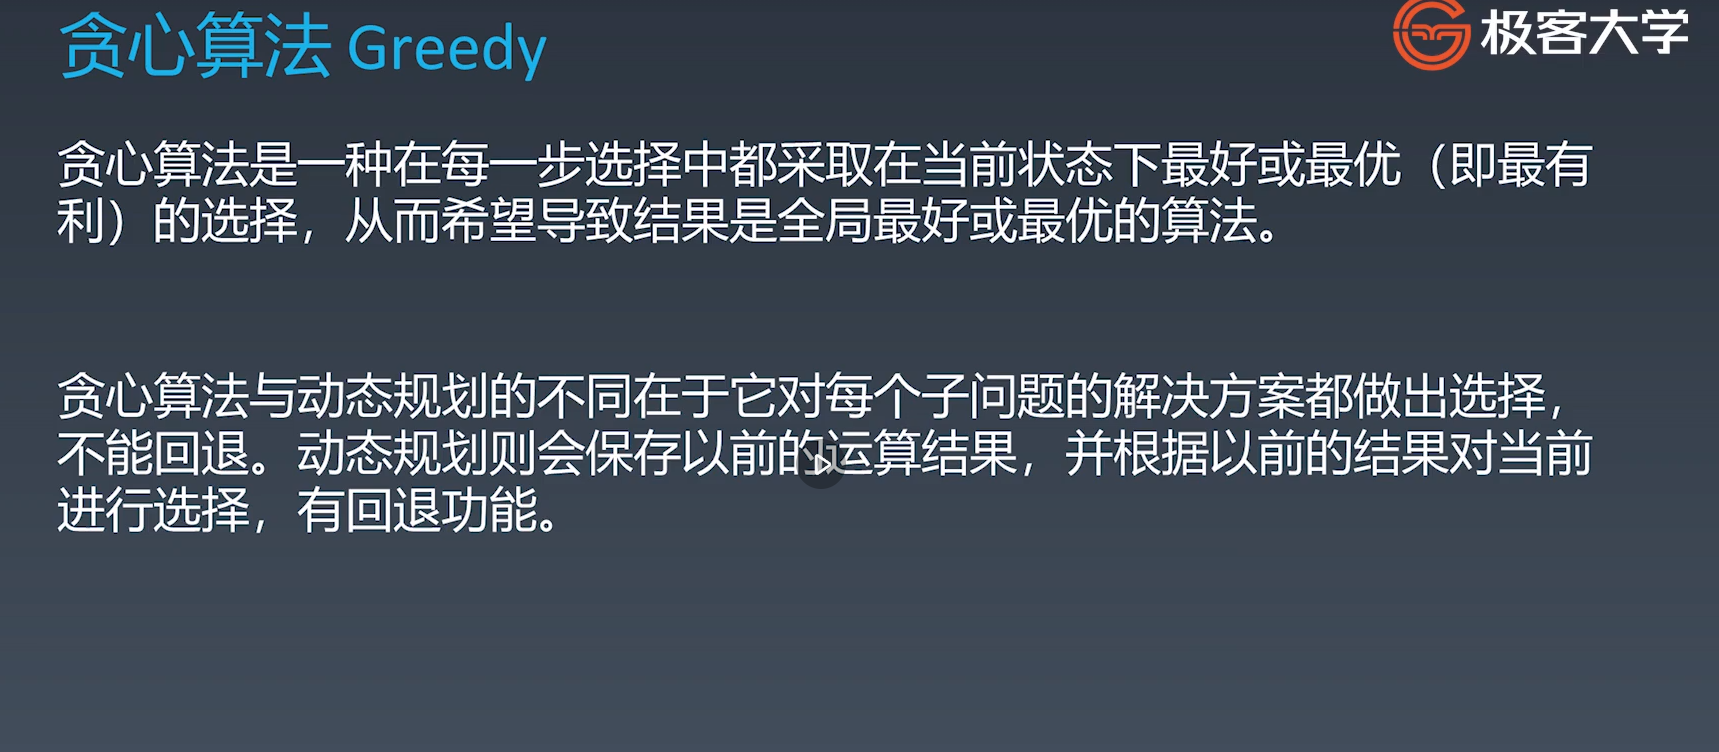 贪心算法 Greedy
极客大学
贪心算法是一种在每一步选择中都采取在当前状态下最好或最优（即最有
利）的选择，从而希望导致结果是全局最好或最优的算法。
贪心算法与动态规划的不同在于它对每个子问题的解决方案都做出选择，
不能回退。动态规划则会保存以前的运算结果，并根据以前的结果对当前
进行选择，有回退功能。